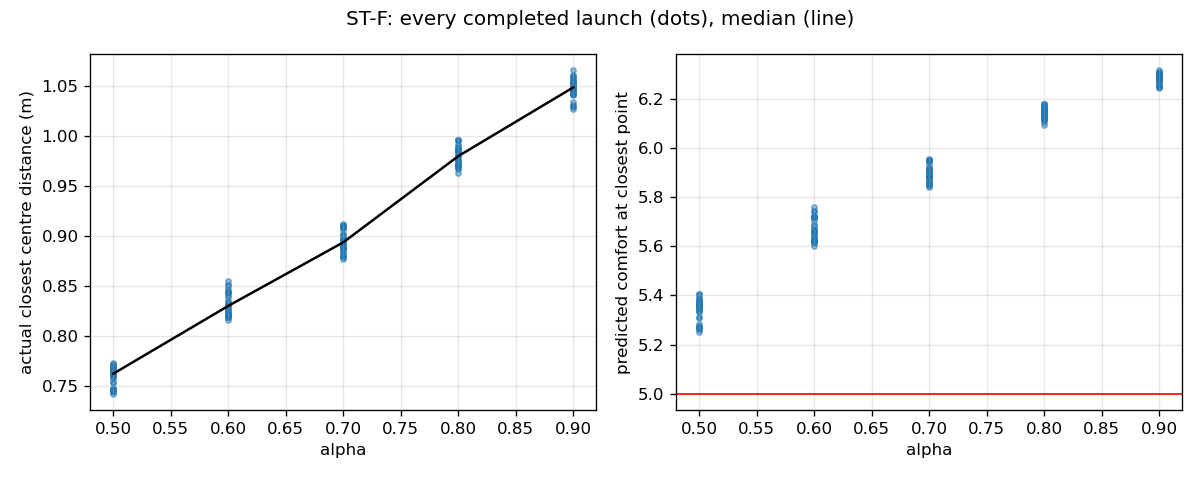 ST-F: every completed launch (dots), median (line)
actual closest centre distance (m)
1.05
1.00
0.95
0.90
0.85
0.80
0.75
0.50 0.55 0.60 0.65 0.70 0.75 0.80 0.85 0.90
alpha
predicted comfort at closest point
6.2
6.0
5.8
5.6
5.4
5.2
5.0
0.50 0.55 0.60 0.65 0.70 0.75 0.80 0.85 0.90
alpha